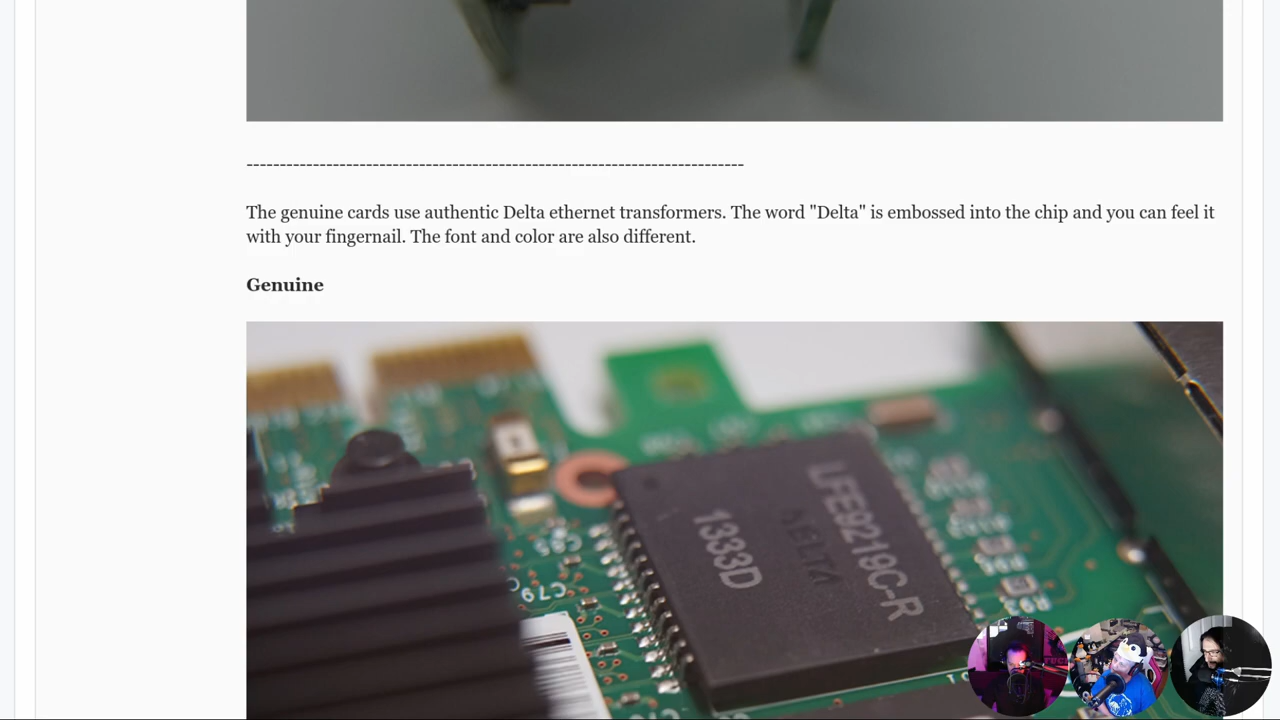 -----------------------------------------------------------------------------
The genuine cards use authentic Delta ethernet transformers. The word "Delta" is embossed into the chip and you can feel it
with your fingernail. The font and color are also different.
Genuine
LFE9219C-R
DELTA
1333D
C79